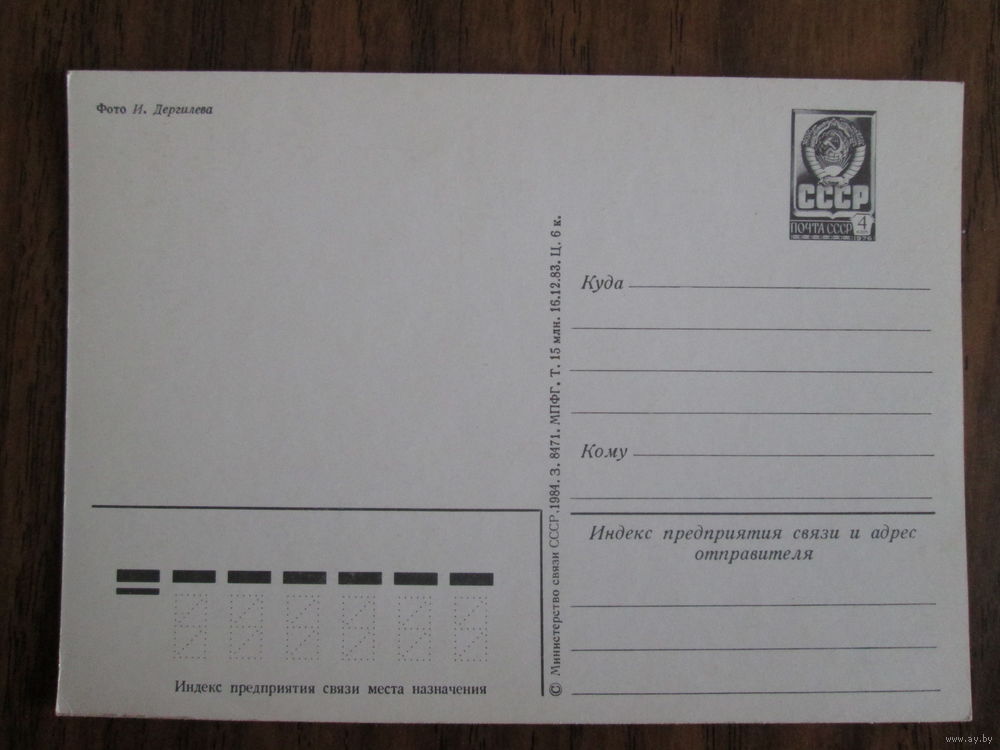 Фото И. Дергилева
СССР
ПОЧТА СССР 4
1976
© Министерство связи СССР.1984. З. 8471. МПФГ. Т. 15 млн. 16.12.83. Ц. 6 к.
Куда
Кому
Индекс предприятия связи и адрес
отправителя
Индекс предприятия связи места назначения
www.ay.by